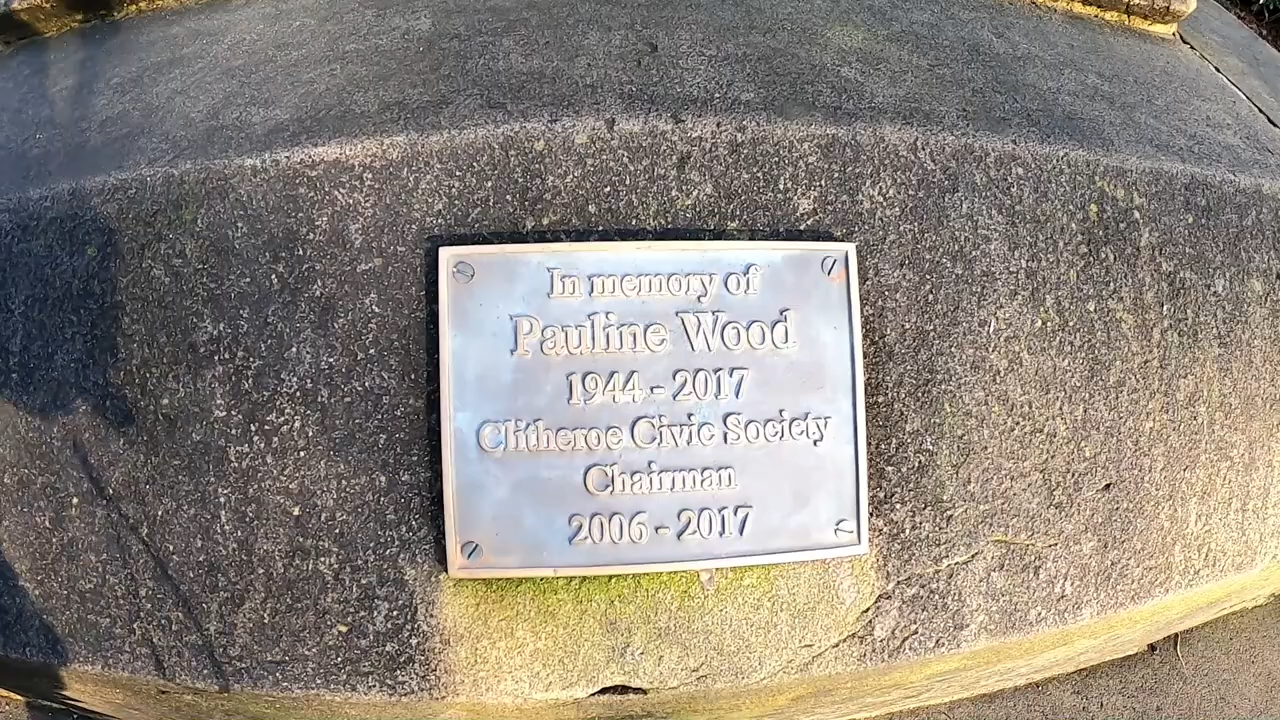 In memory of
Pauline Wood
1944 - 2017
Clitheroe Civic Society
Chairman
2006 - 2017